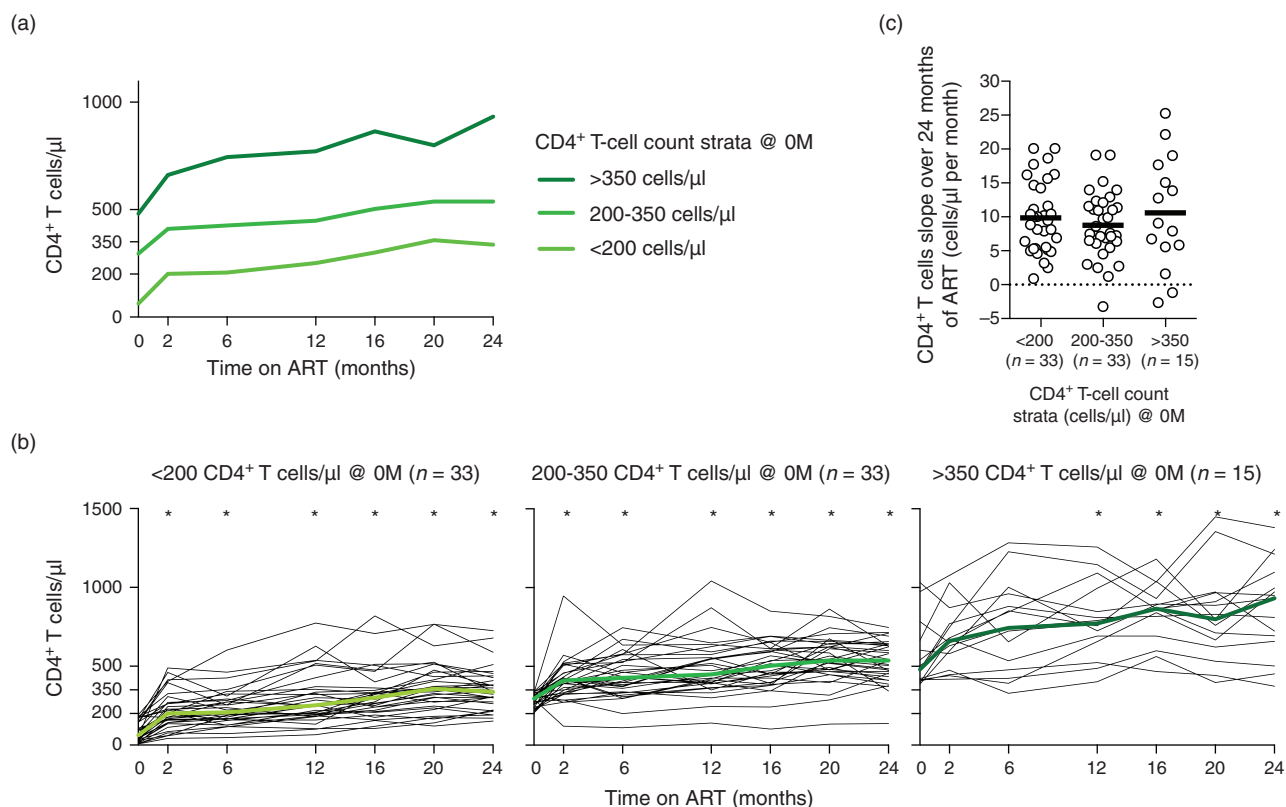 (a)
CD4⁺ T cells/µl
1000
500
350
200
0
0 2 6 12 16 20 24
Time on ART (months)
CD4⁺ T-cell count strata @ 0M
>350 cells/µl
200-350 cells/µl
<200 cells/µl
(c)
CD4⁺ T cells slope over 24 months
of ART (cells/µl per month)
30
25
20
15
10
5
0
–5
<200 200-350 >350
(n = 33) (n = 33) (n = 15)
CD4⁺ T-cell count
strata (cells/µl) @ 0M
(b)
<200 CD4⁺ T cells/µl @ 0M (n = 33)
200-350 CD4⁺ T cells/µl @ 0M (n = 33)
>350 CD4⁺ T cells/µl @ 0M (n = 15)
CD4⁺ T cells/µl
1500
1000
500
350
200
0
* * * * * *
* * * * * *
* * * *
0 2 6 12 16 20 24
0 2 6 12 16 20 24
0 2 6 12 16 20 24
Time on ART (months)